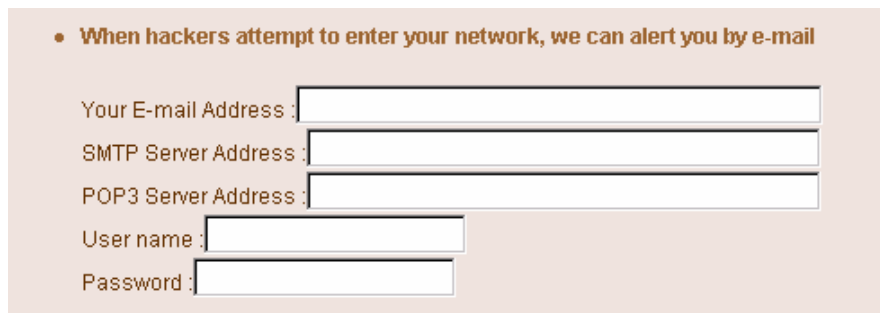 • When hackers attempt to enter your network, we can alert you by e-mail
Your E-mail Address :
SMTP Server Address :
POP3 Server Address :
User name :
Password :